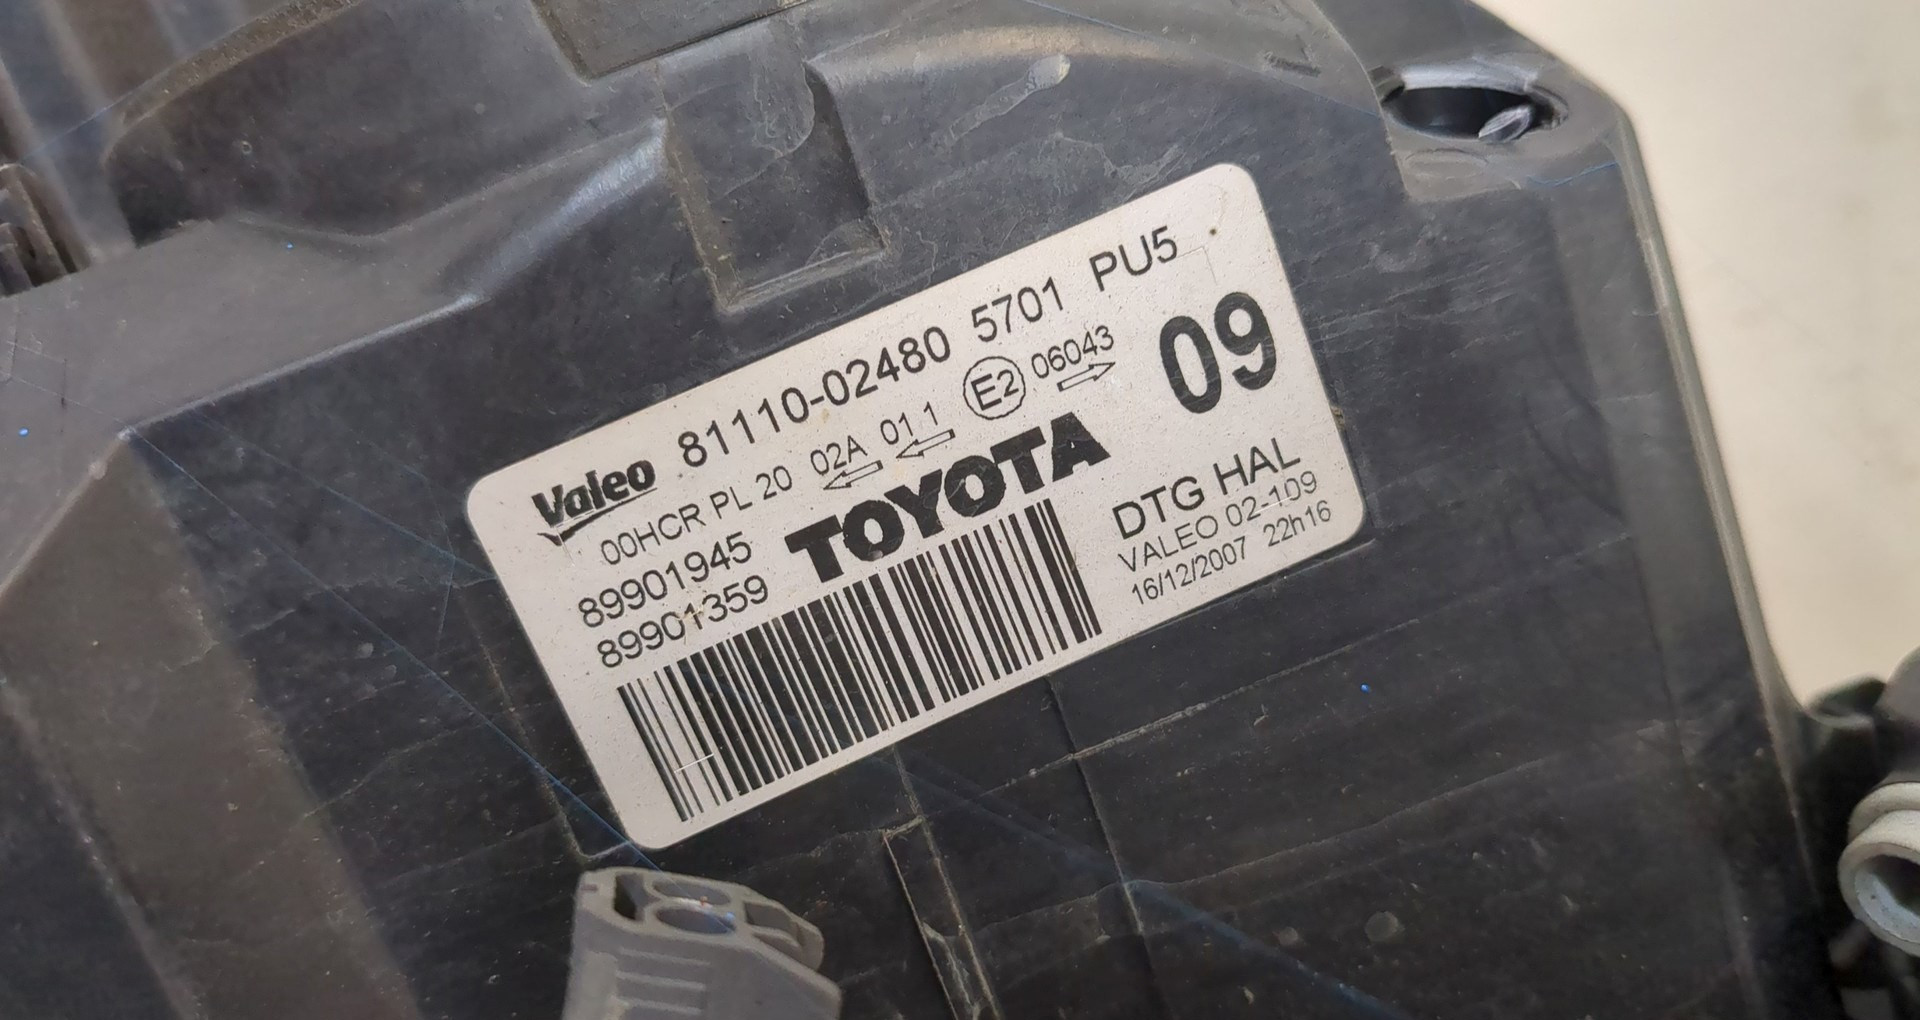 Valeo 81110-02480 5701 PU5
00HCR PL 20 02A 01 1 E2 06043
09
89901945 TOYOTA DTG HAL
89901359 VALEO 02-109
16/12/2007 22h16